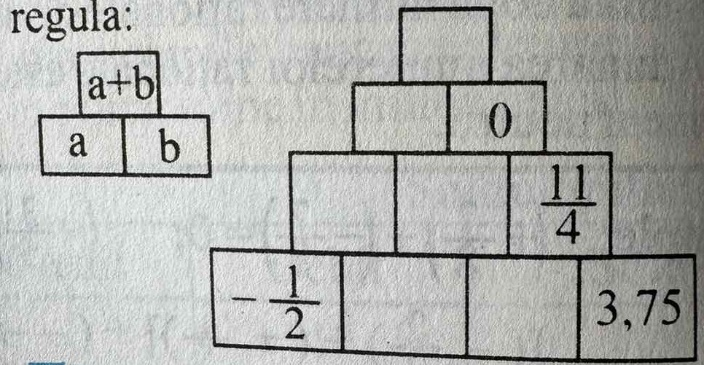 regula:
a+b
a b
0
11/4
-1/2 3,75